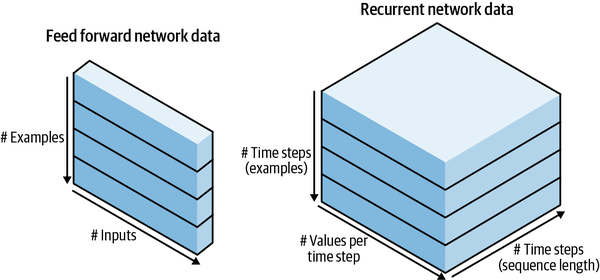 Feed forward network data
# Examples
# Inputs
Recurrent network data
# Time steps
(examples)
# Values per
time step
# Time steps
(sequence length)